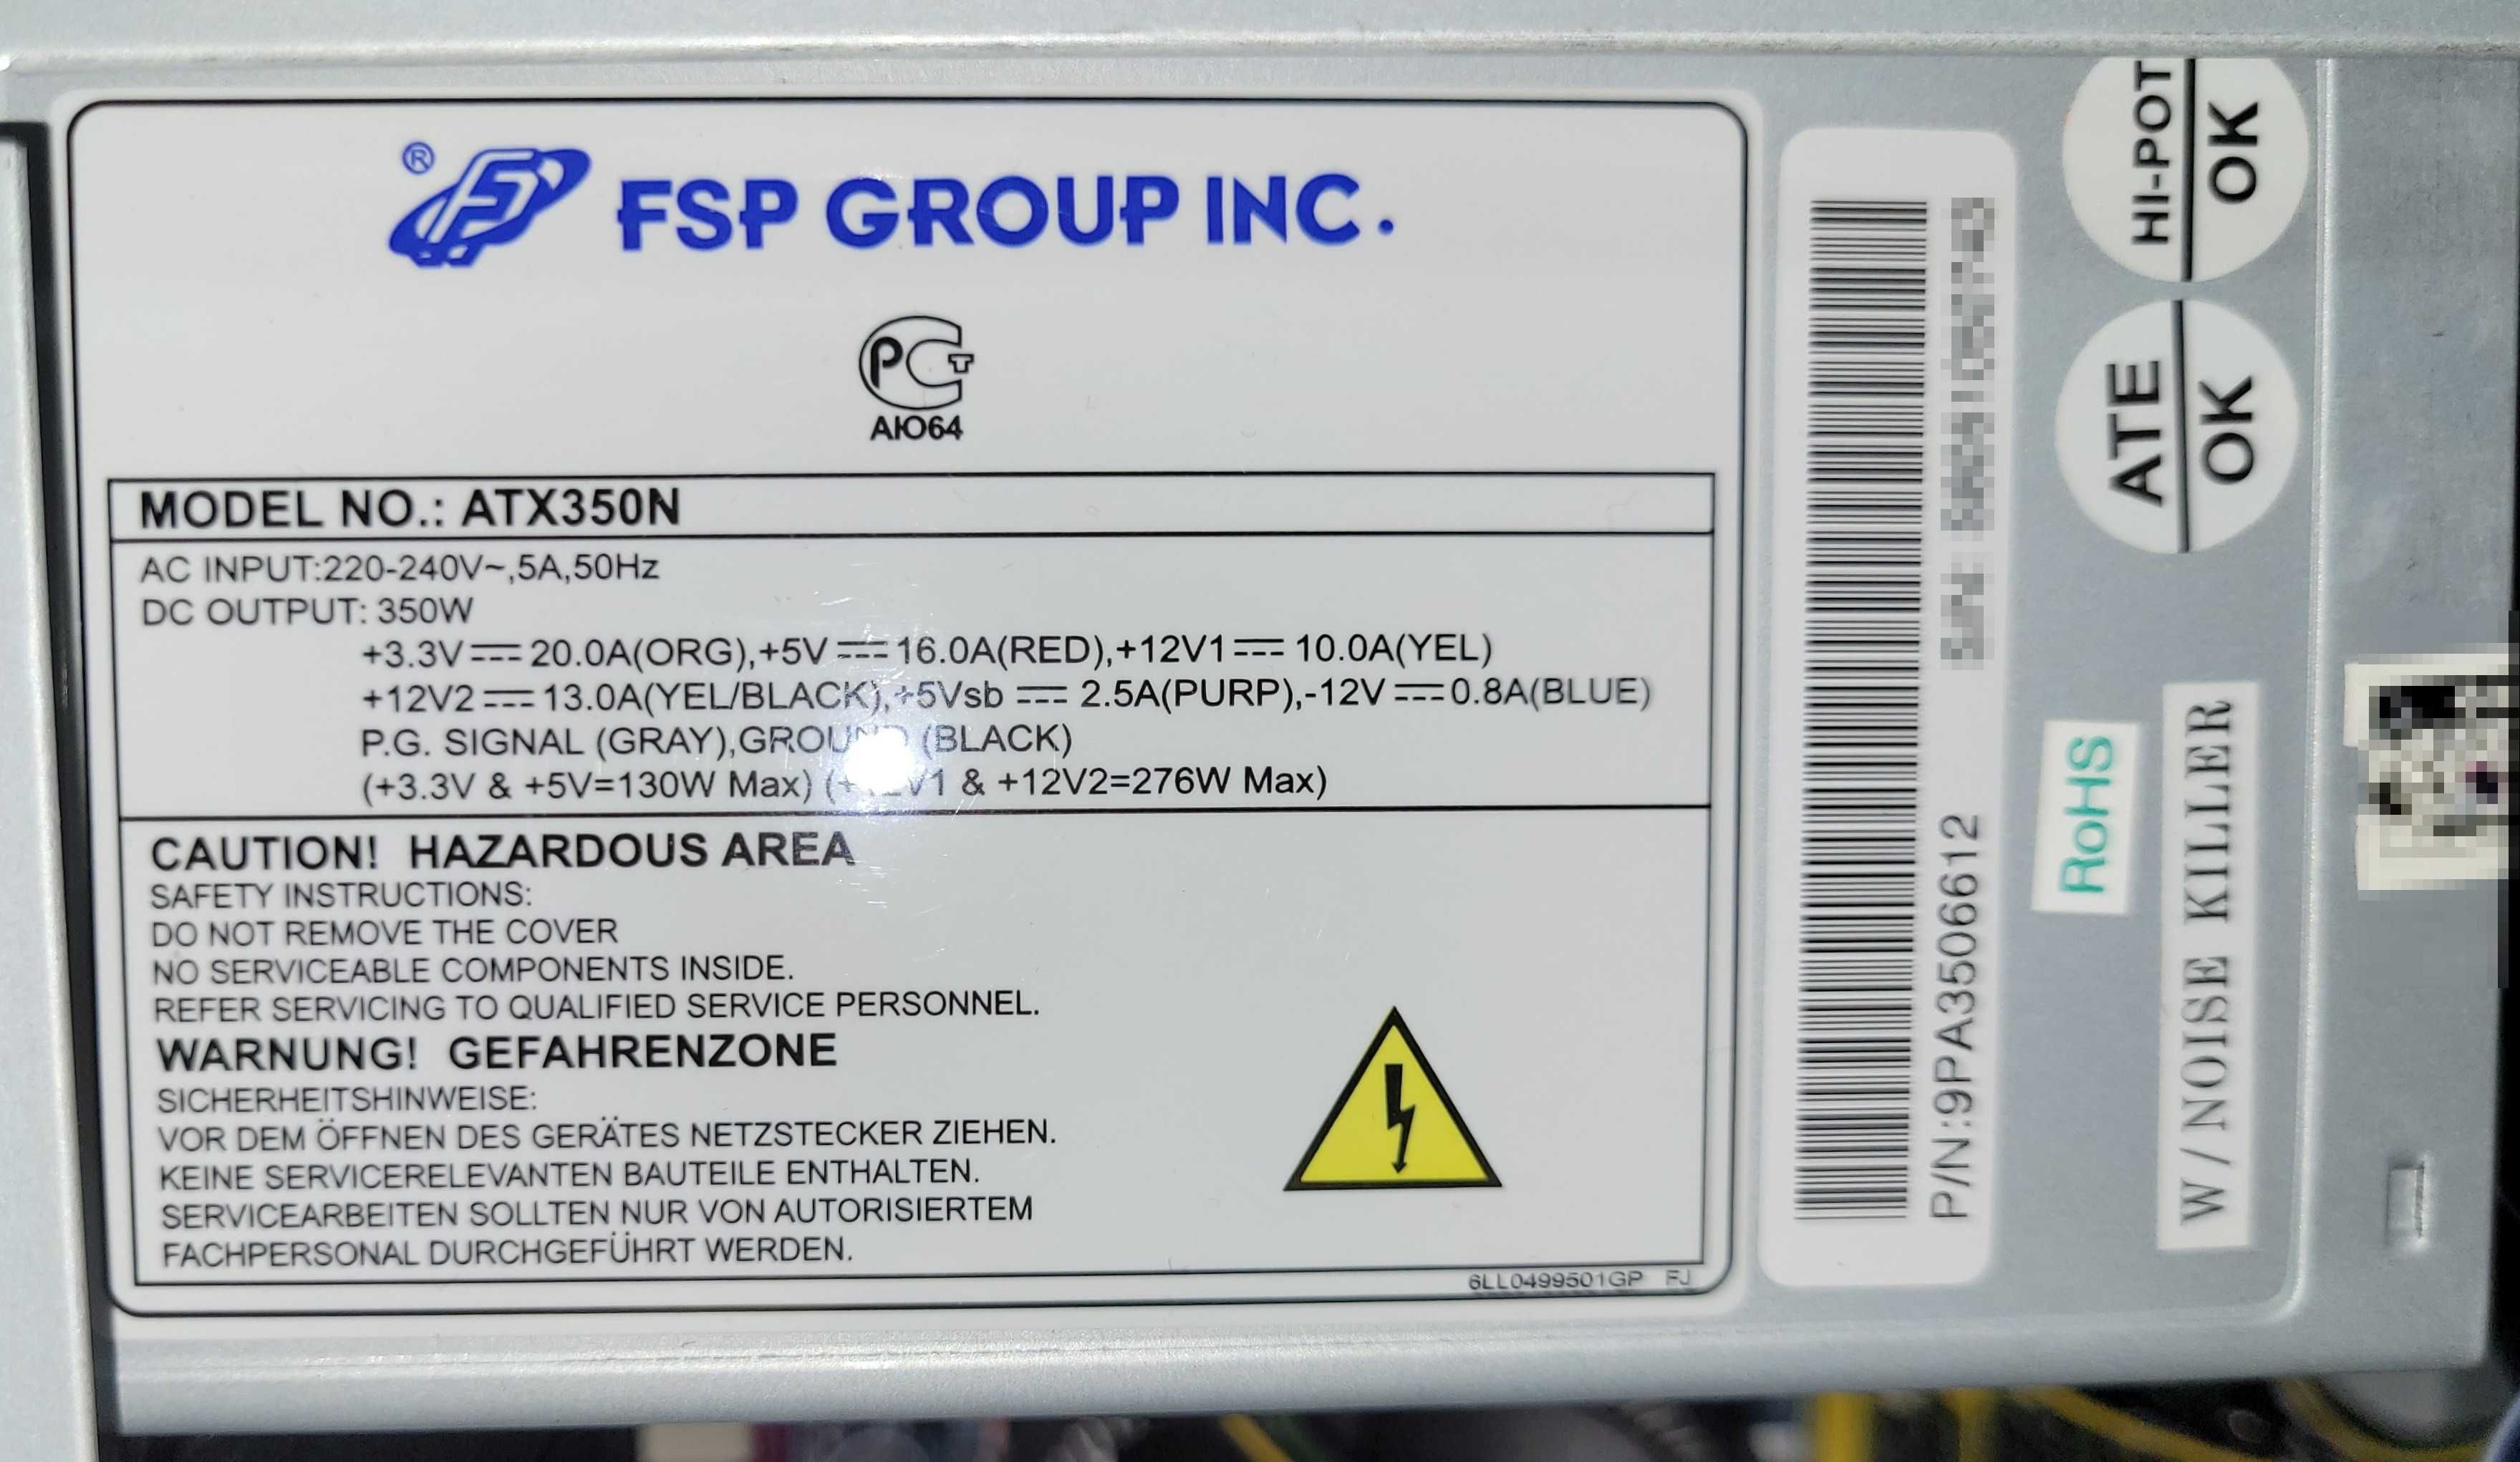 ® FSP GROUP INC.
РСТ
АЮ64
MODEL NO.: ATX350N
AC INPUT:220-240V~,5A,50Hz
DC OUTPUT: 350W
+3.3V⎓20.0A(ORG),+5V⎓16.0A(RED),+12V1⎓10.0A(YEL)
+12V2⎓13.0A(YEL/BLACK),+5Vsb⎓2.5A(PURP),-12V⎓0.8A(BLUE)
P.G. SIGNAL (GRAY),GROUND (BLACK)
(+3.3V & +5V=130W Max) (+12V1 & +12V2=276W Max)
CAUTION! HAZARDOUS AREA
SAFETY INSTRUCTIONS:
DO NOT REMOVE THE COVER
NO SERVICEABLE COMPONENTS INSIDE.
REFER SERVICING TO QUALIFIED SERVICE PERSONNEL.
WARNUNG! GEFAHRENZONE
SICHERHEITSHINWEISE:
VOR DEM ÖFFNEN DES GERÄTES NETZSTECKER ZIEHEN.
KEINE SERVICERELEVANTEN BAUTEILE ENTHALTEN.
SERVICEARBEITEN SOLLTEN NUR VON AUTORISIERTEM
FACHPERSONAL DURCHGEFÜHRT WERDEN.
6LL0499501GP FJ
P/N:9PA3506612
HI-POT
OK
ATE
OK
RoHS
W/NOISE KILLER